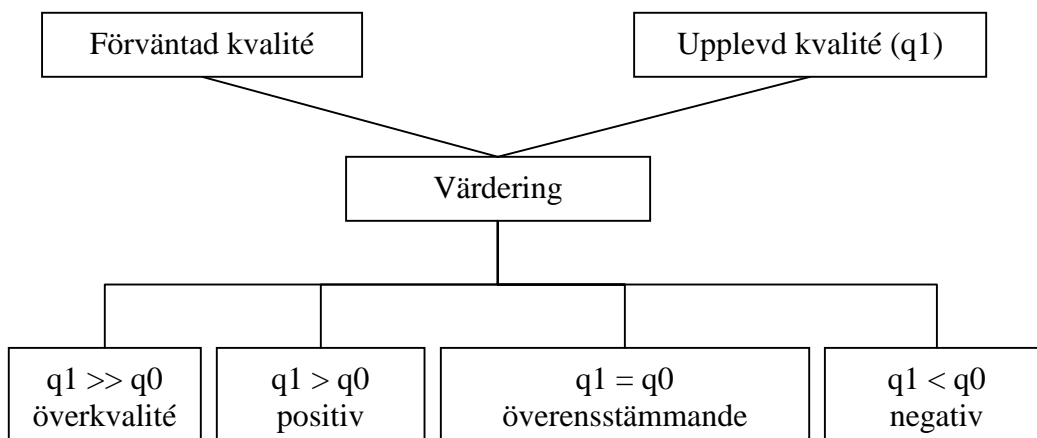 Förväntad kvalité
Upplevd kvalité (q1)
Värdering
q1 >> q0
överkvalité
q1 > q0
positiv
q1 = q0
överensstämmande
q1 < q0
negativ